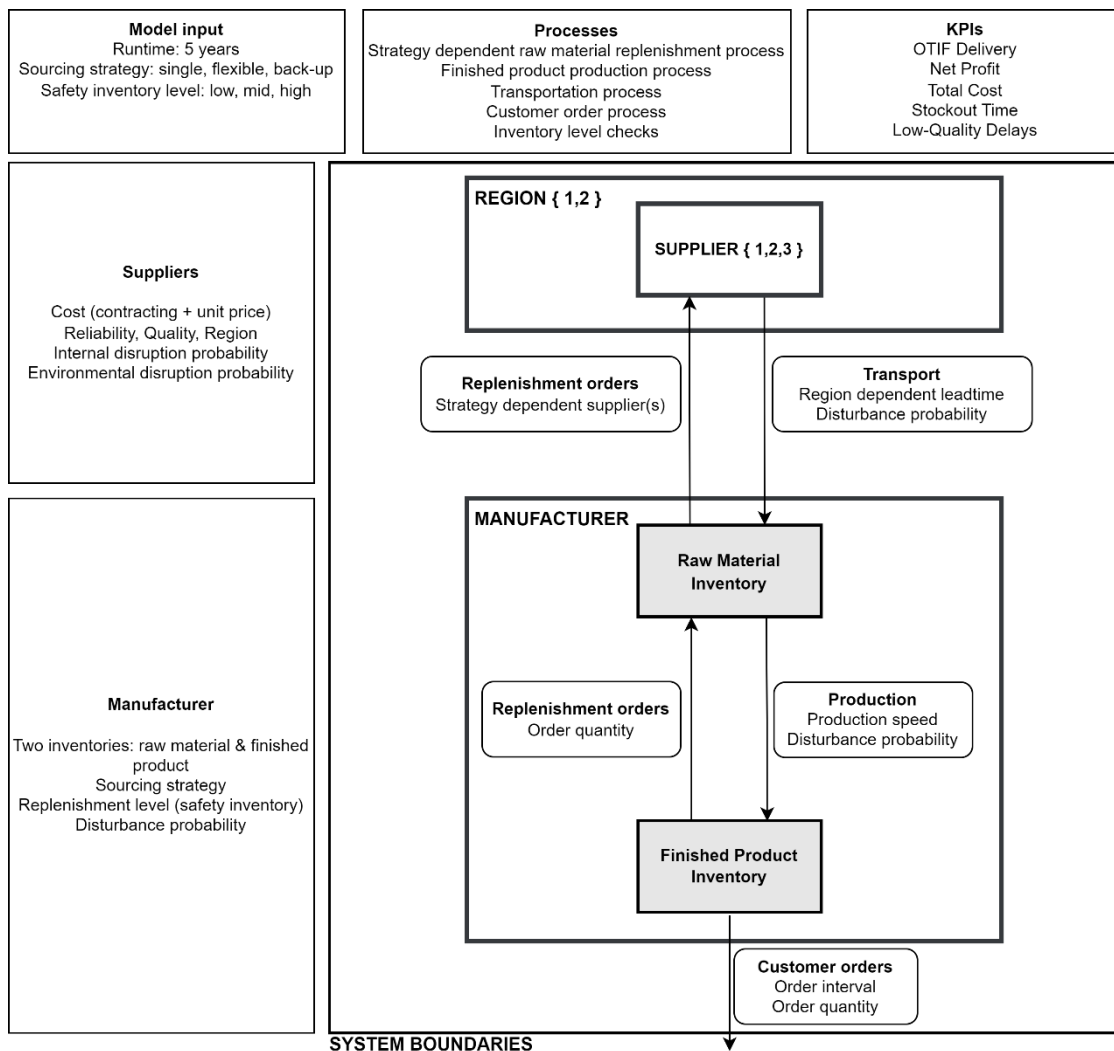 Model input
Runtime: 5 years
Sourcing strategy: single, flexible, back-up
Safety inventory level: low, mid, high
Processes
Strategy dependent raw material replenishment process
Finished product production process
Transportation process
Customer order process
Inventory level checks
KPIs
OTIF Delivery
Net Profit
Total Cost
Stockout Time
Low-Quality Delays
Suppliers
Cost (contracting + unit price)
Reliability, Quality, Region
Internal disruption probability
Environmental disruption probability
REGION { 1,2 }
SUPPLIER { 1,2,3 }
Replenishment orders
Strategy dependent supplier(s)
Transport
Region dependent leadtime
Disturbance probability
Manufacturer
Two inventories: raw material & finished
product
Sourcing strategy
Replenishment level (safety inventory)
Disturbance probability
MANUFACTURER
Raw Material
Inventory
Replenishment orders
Order quantity
Production
Production speed
Disturbance probability
Finished Product
Inventory
Customer orders
Order interval
Order quantity
SYSTEM BOUNDARIES